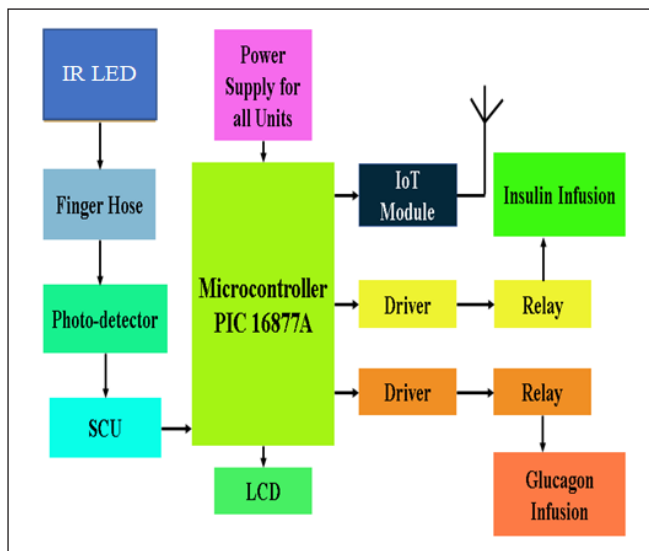 IR LED
Finger Hose
Photo-detector
SCU
Power
Supply for
all Units
Microcontroller
PIC 16877A
LCD
IoT
Module
Insulin Infusion
Driver
Relay
Driver
Relay
Glucagon
Infusion